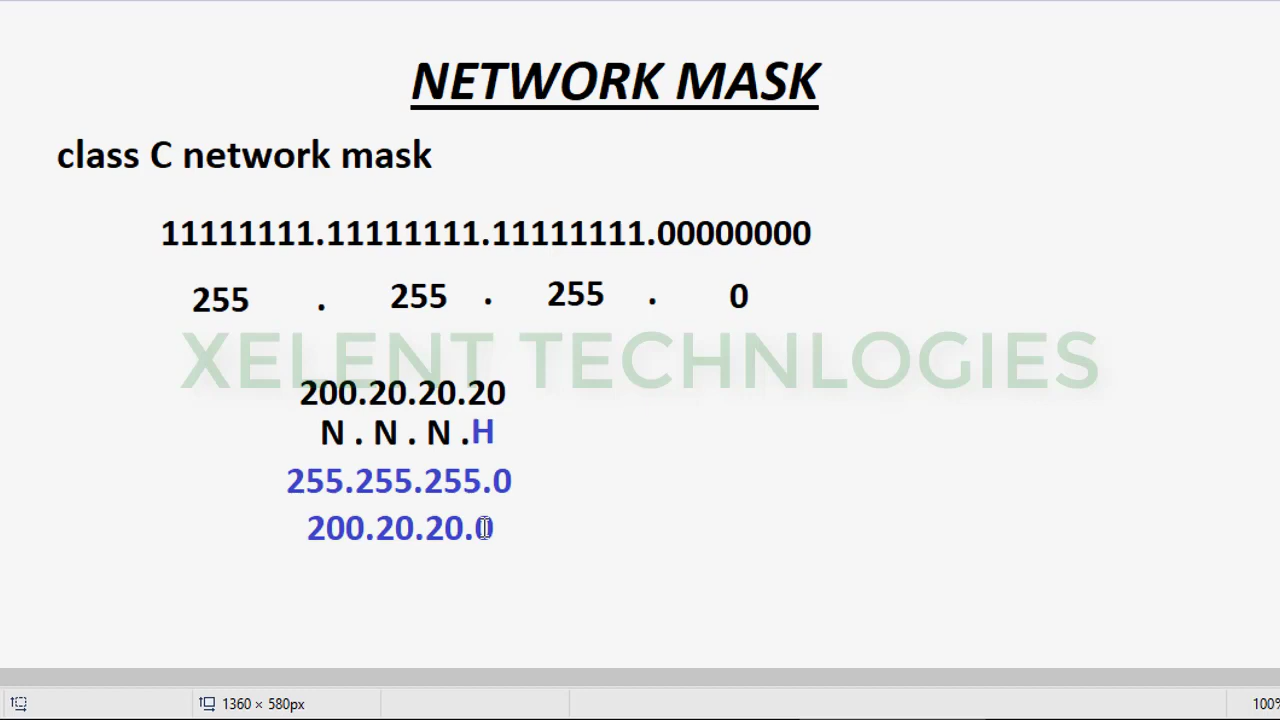 NETWORK MASK
class C network mask
11111111.11111111.11111111.00000000
255 . 255 . 255 . 0
XELENT TECHNLOGIES
200.20.20.20
N . N . N .H
255.255.255.0
200.20.20.0
1360 × 580px
100%